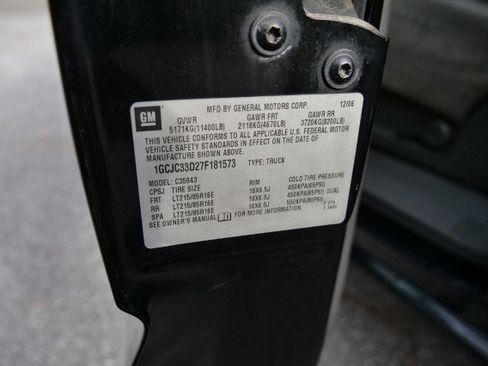 GM
MFD BY GENERAL MOTORS CORP. 12/06
GVWR GAWR FRT GAWR RR
5171KG(11400LB) 2118KG(4670LB) 3720KG(8200LB)
THIS VEHICLE CONFORMS TO ALL APPLICABLE U.S. FEDERAL MOTOR
VEHICLE SAFETY STANDARDS IN EFFECT ON THE DATE OF
MANUFACTURE SHOWN ABOVE.
1GCJC33D27F181573 TYPE: TRUCK
MODEL: C35943
CPSJ TIRE SIZE RIM COLD TIRE PRESSURE
FRT LT215/85R16E 16X6.5J 450KPA(65PSI)
RR LT215/85R16E 16X6.5J 450KPA(65PSI) DUAL
SPA LT215/85R16E 16X6.5J 550KPA(80PSI)
SEE OWNER'S MANUAL FOR MORE INFORMATION